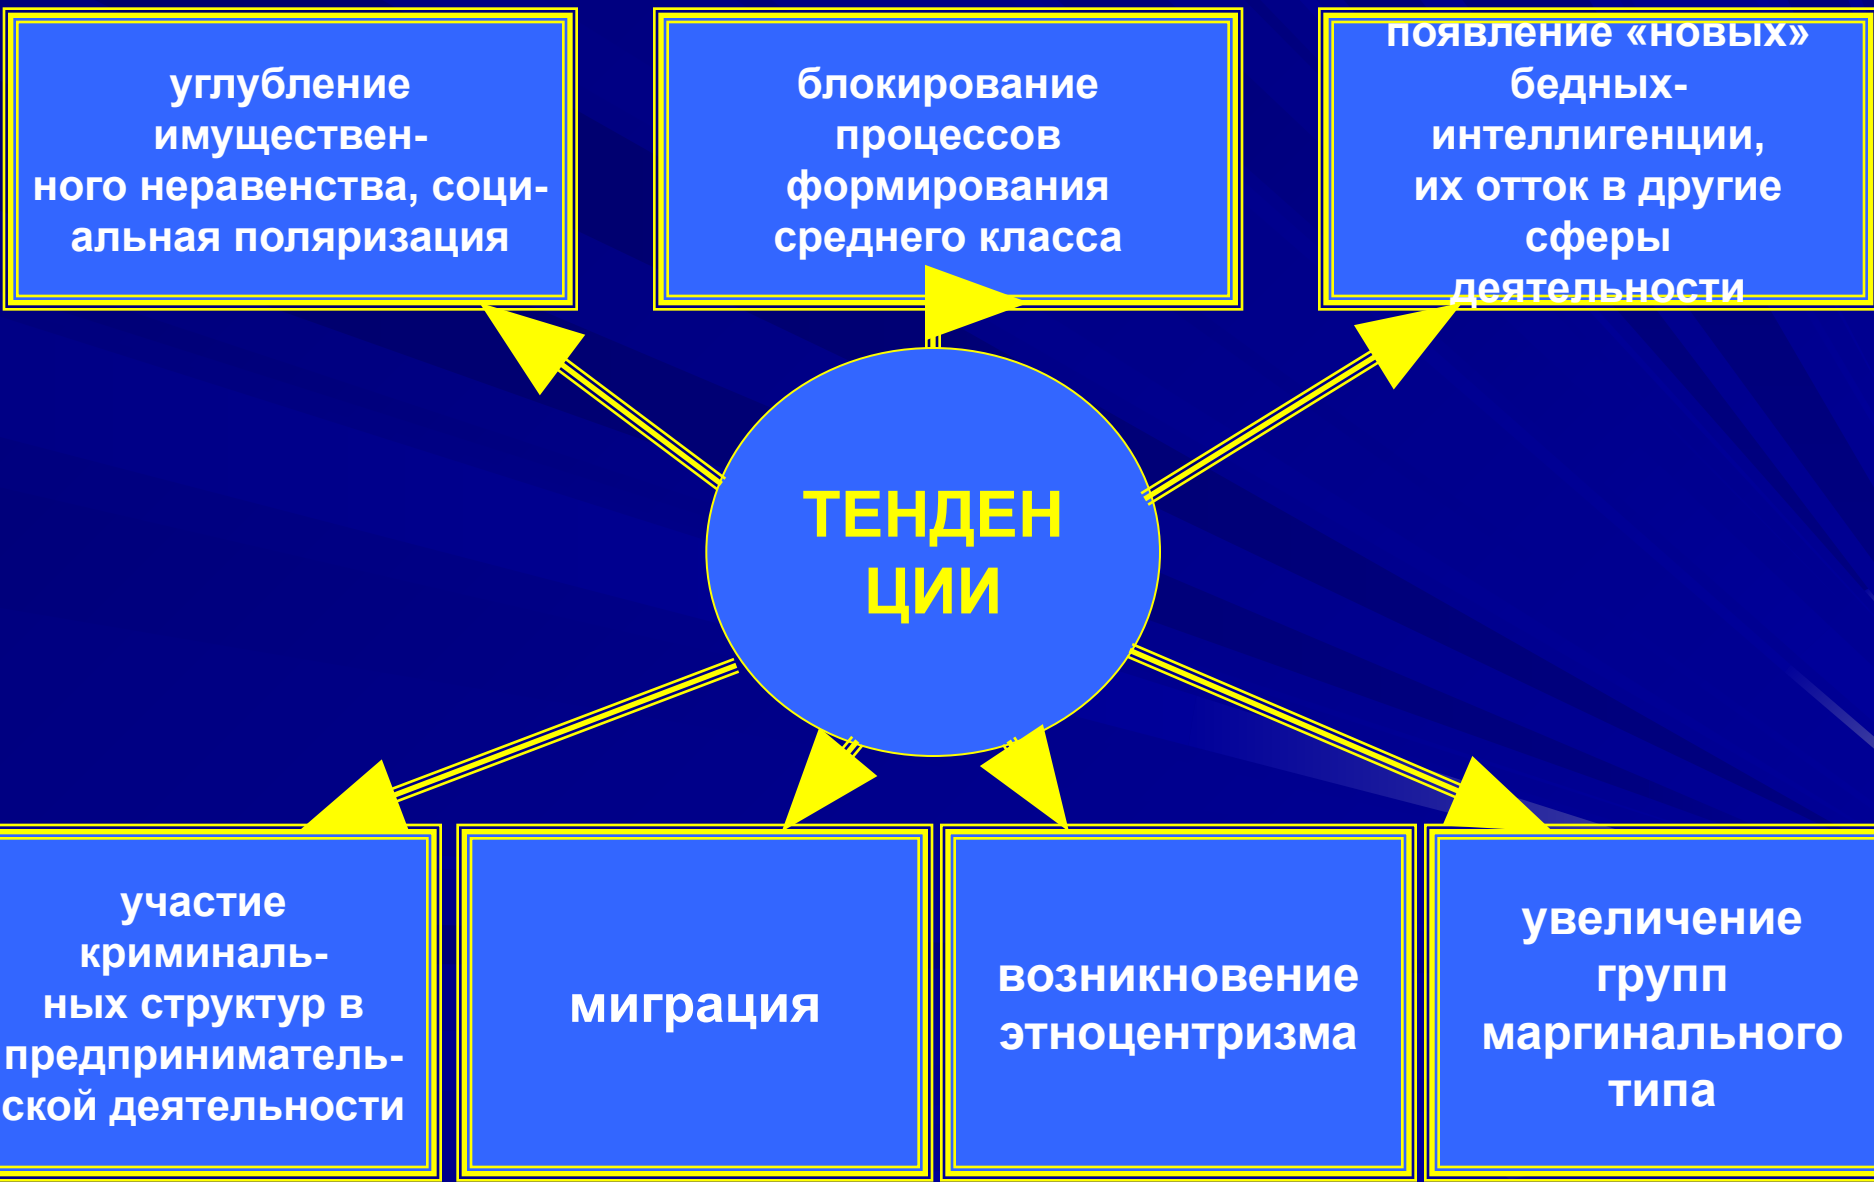 углубление
имуществен-
ного неравенства, соци-
альная поляризация
блокирование
процессов
формирования
среднего класса
появление «новых»
бедных-
интеллигенции,
их отток в другие
сферы
деятельности
ТЕНДЕН
ЦИИ
участие
криминаль-
ных структур в
предприниматель-
ской деятельности
миграция
возникновение
этноцентризма
увеличение
групп
маргинального
типа